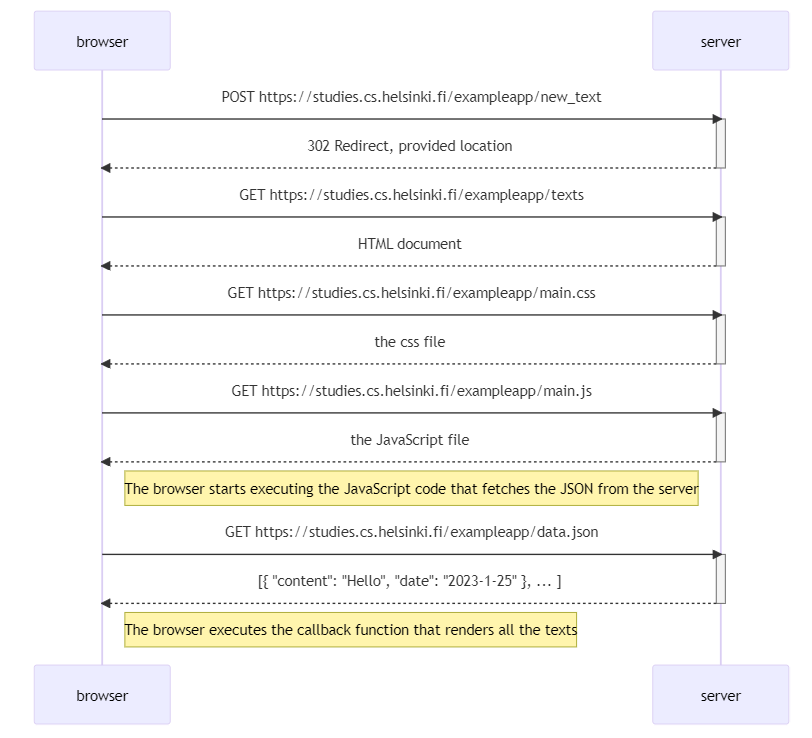 browser
server
POST https://studies.cs.helsinki.fi/exampleapp/new_text
302 Redirect, provided location
GET https://studies.cs.helsinki.fi/exampleapp/texts
HTML document
GET https://studies.cs.helsinki.fi/exampleapp/main.css
the css file
GET https://studies.cs.helsinki.fi/exampleapp/main.js
the JavaScript file
The browser starts executing the JavaScript code that fetches the JSON from the server
GET https://studies.cs.helsinki.fi/exampleapp/data.json
[{ "content": "Hello", "date": "2023-1-25" }, ... ]
The browser executes the callback function that renders all the texts
browser
server